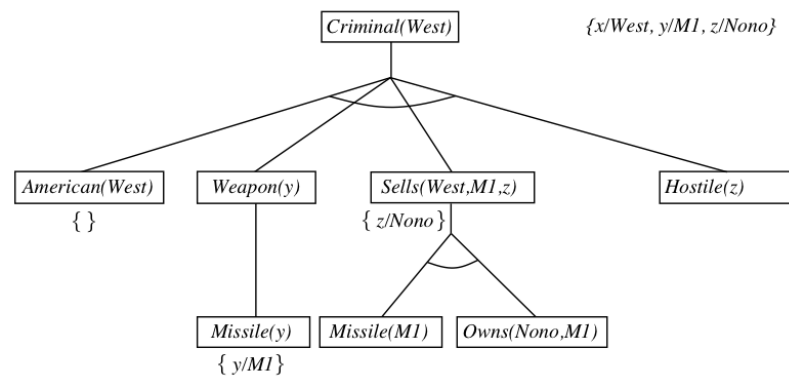 Criminal(West)
{x/West, y/M1, z/Nono}
American(West)
Weapon(y)
Sells(West,M1,z)
Hostile(z)
{ }
{ z/Nono }
Missile(y)
Missile(M1)
Owns(Nono,M1)
{ y/M1 }